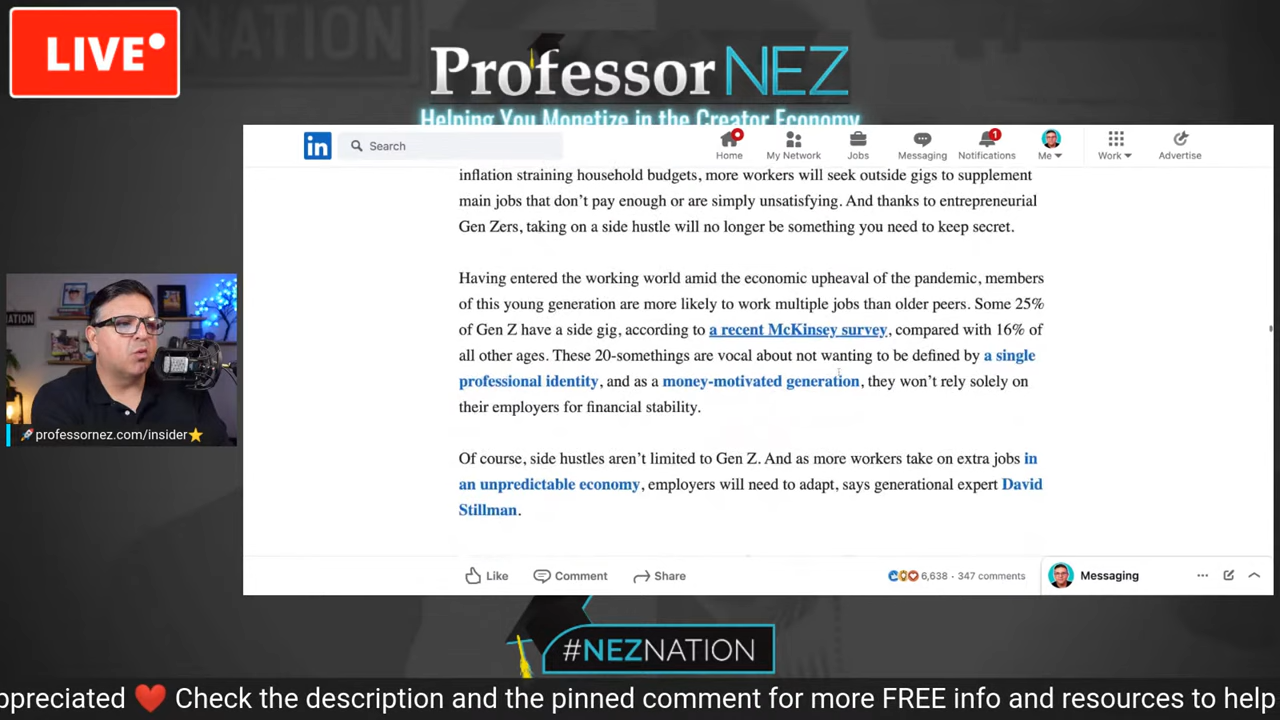 LIVE
NATION
Professor NEZ
Helping You Monetize in the Creator Economy
in
Search
Home
My Network
Jobs
Messaging
1
Notifications
Me
Work
Advertise
inflation straining household budgets, more workers will seek outside gigs to supplement
main jobs that don’t pay enough or are simply unsatisfying. And thanks to entrepreneurial
Gen Zers, taking on a side hustle will no longer be something you need to keep secret.
Having entered the working world amid the economic upheaval of the pandemic, members
of this young generation are more likely to work multiple jobs than older peers. Some 25%
of Gen Z have a side gig, according to a recent McKinsey survey, compared with 16% of
all other ages. These 20-somethings are vocal about not wanting to be defined by a single
professional identity, and as a money-motivated generation, they won’t rely solely on
their employers for financial stability.
Of course, side hustles aren’t limited to Gen Z. And as more workers take on extra jobs in
an unpredictable economy, employers will need to adapt, says generational expert David
Stillman.
Like
Comment
Share
6,638 · 347 comments
Messaging
NATION
🚀professornez.com/insider⭐
#NEZNATION
ppreciated ❤️ Check the description and the pinned comment for more FREE info and resources to help